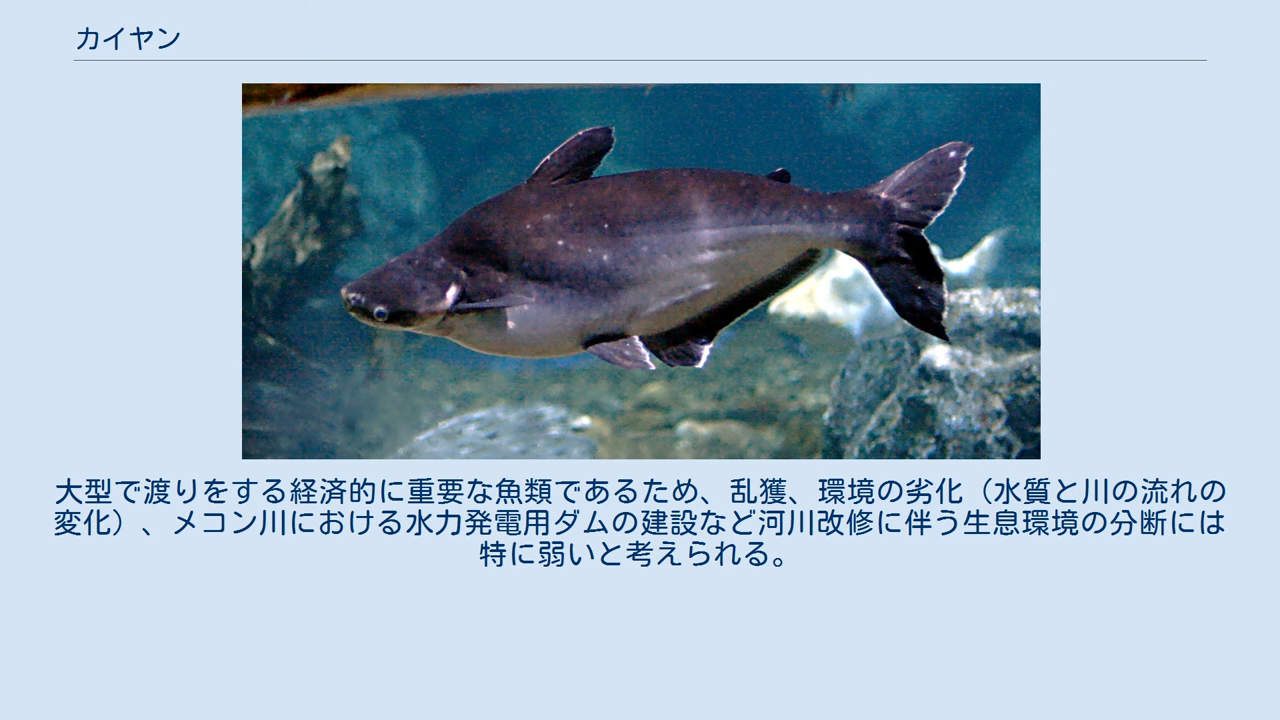 カイヤン
大型で渡りをする経済的に重要な魚類であるため、乱獲、環境の劣化（水質と川の流れの
変化）、メコン川における水力発電用ダムの建設など河川改修に伴う生息環境の分断には
特に弱いと考えられる。